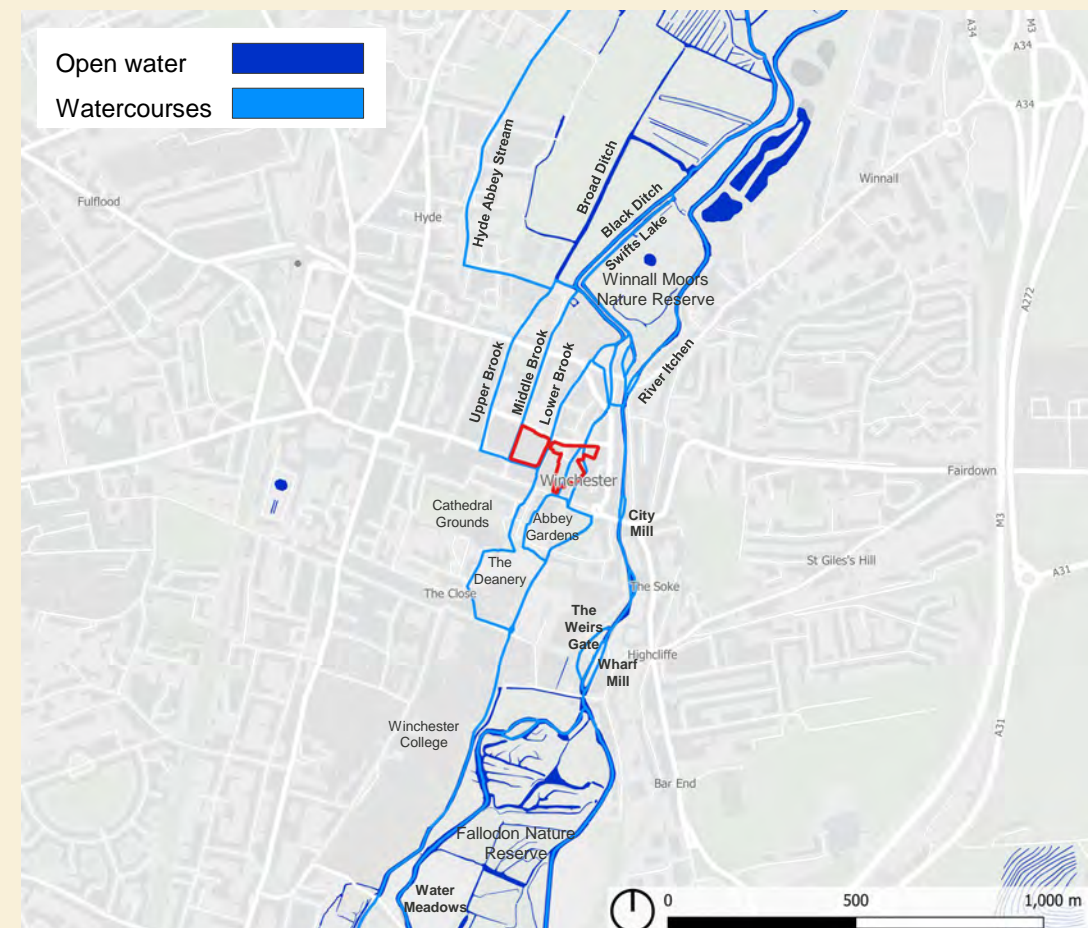 Open water
Watercourses
A34
M3
A34
A34
Fulflood
Hyde
Winnall
Hyde Abbey Stream
Broad Ditch
Black Ditch
Swifts Lake
Winnall Moors
Nature Reserve
A272
Upper Brook
Middle Brook
Lower Brook
River Itchen
Winchester
Fairdown
Cathedral
Grounds
Abbey
Gardens
City
Mill
M3
St Giles's Hill
A31
The
Deanery
The Close
The Soke
The
Weirs
Gate
Highcliffe
Wharf
Mill
Winchester
College
A31
Bar End
Fallodon Nature
Reserve
Water
Meadows
0
500
1,000 m